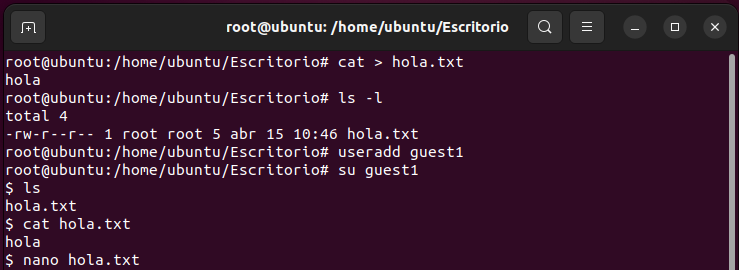 root@ubuntu: /home/ubuntu/Escritorio
root@ubuntu:/home/ubuntu/Escritorio# cat > hola.txt
hola
root@ubuntu:/home/ubuntu/Escritorio# ls -l
total 4
-rw-r--r-- 1 root root 5 abr 15 10:46 hola.txt
root@ubuntu:/home/ubuntu/Escritorio# useradd guest1
root@ubuntu:/home/ubuntu/Escritorio# su guest1
$ ls
hola.txt
$ cat hola.txt
hola
$ nano hola.txt